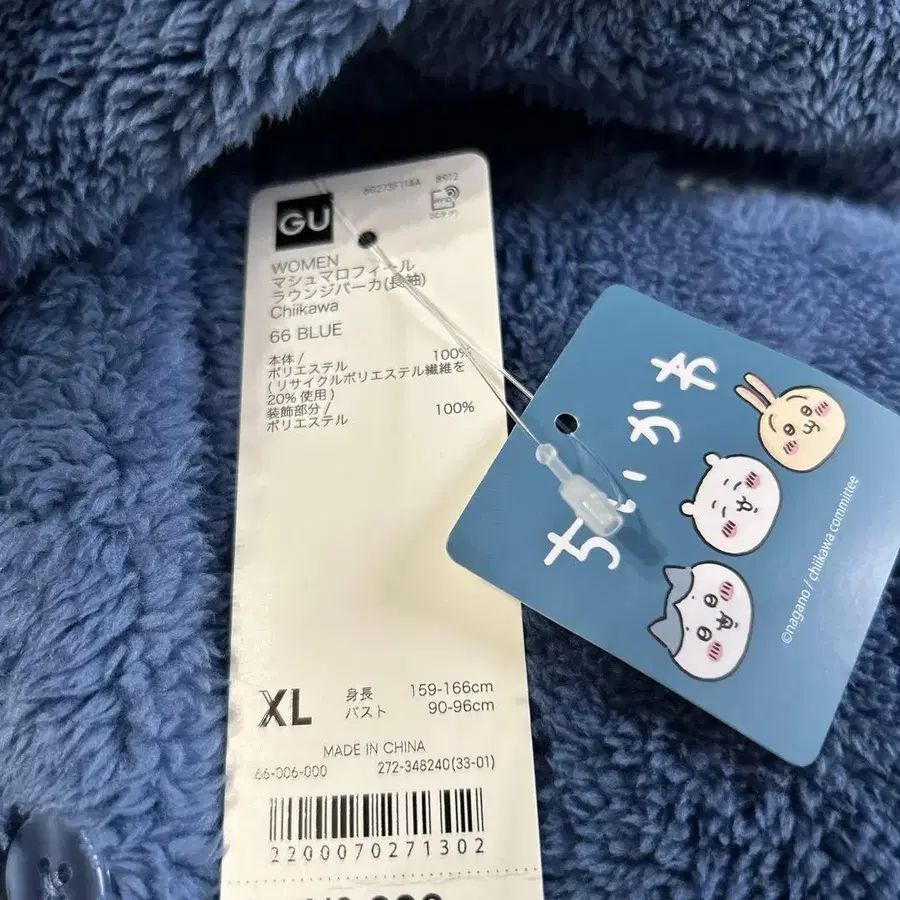 GU
WOMEN
マシュマロフィール
ラウンジパーカ(長袖)
Chiikawa
66 BLUE
本体 /
ポリエステル 100%
(リサイクルポリエステル繊維を
20% 使用)
装飾部分 /
ポリエステル 100%
XL
身長 159-166cm
バスト 90-96cm
MADE IN CHINA
66-006-000 272-348240(33-01)
2200070271302
ちいかわ
©nagano / chiikawa committee